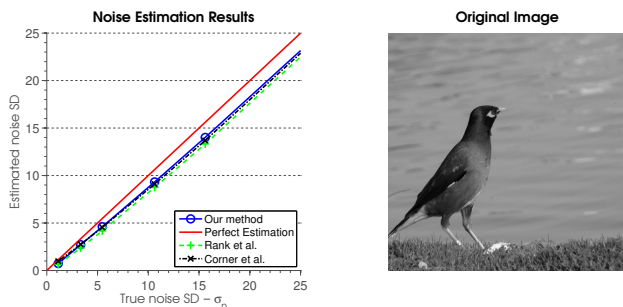 Noise Estimation Results
Original Image
25
20
15
10
5
0
Estimated noise SD
0 5 10 15 20 25
True noise SD − σn
Our method
Perfect Estimation
Rank et al.
Corner et al.